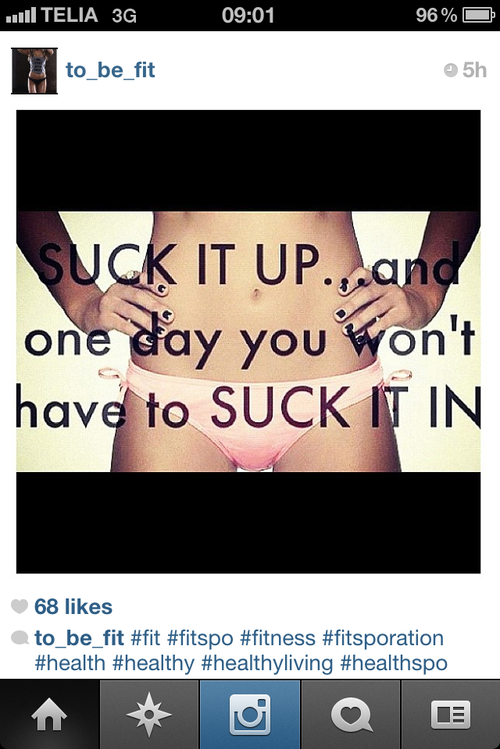 TELIA 3G 09:01 96 %
to_be_fit 5h
SUCK IT UP...and
one day you won't
have to SUCK IT IN
68 likes
to_be_fit #fit #fitspo #fitness #fitsporation
#health #healthy #healthyliving #healthspo